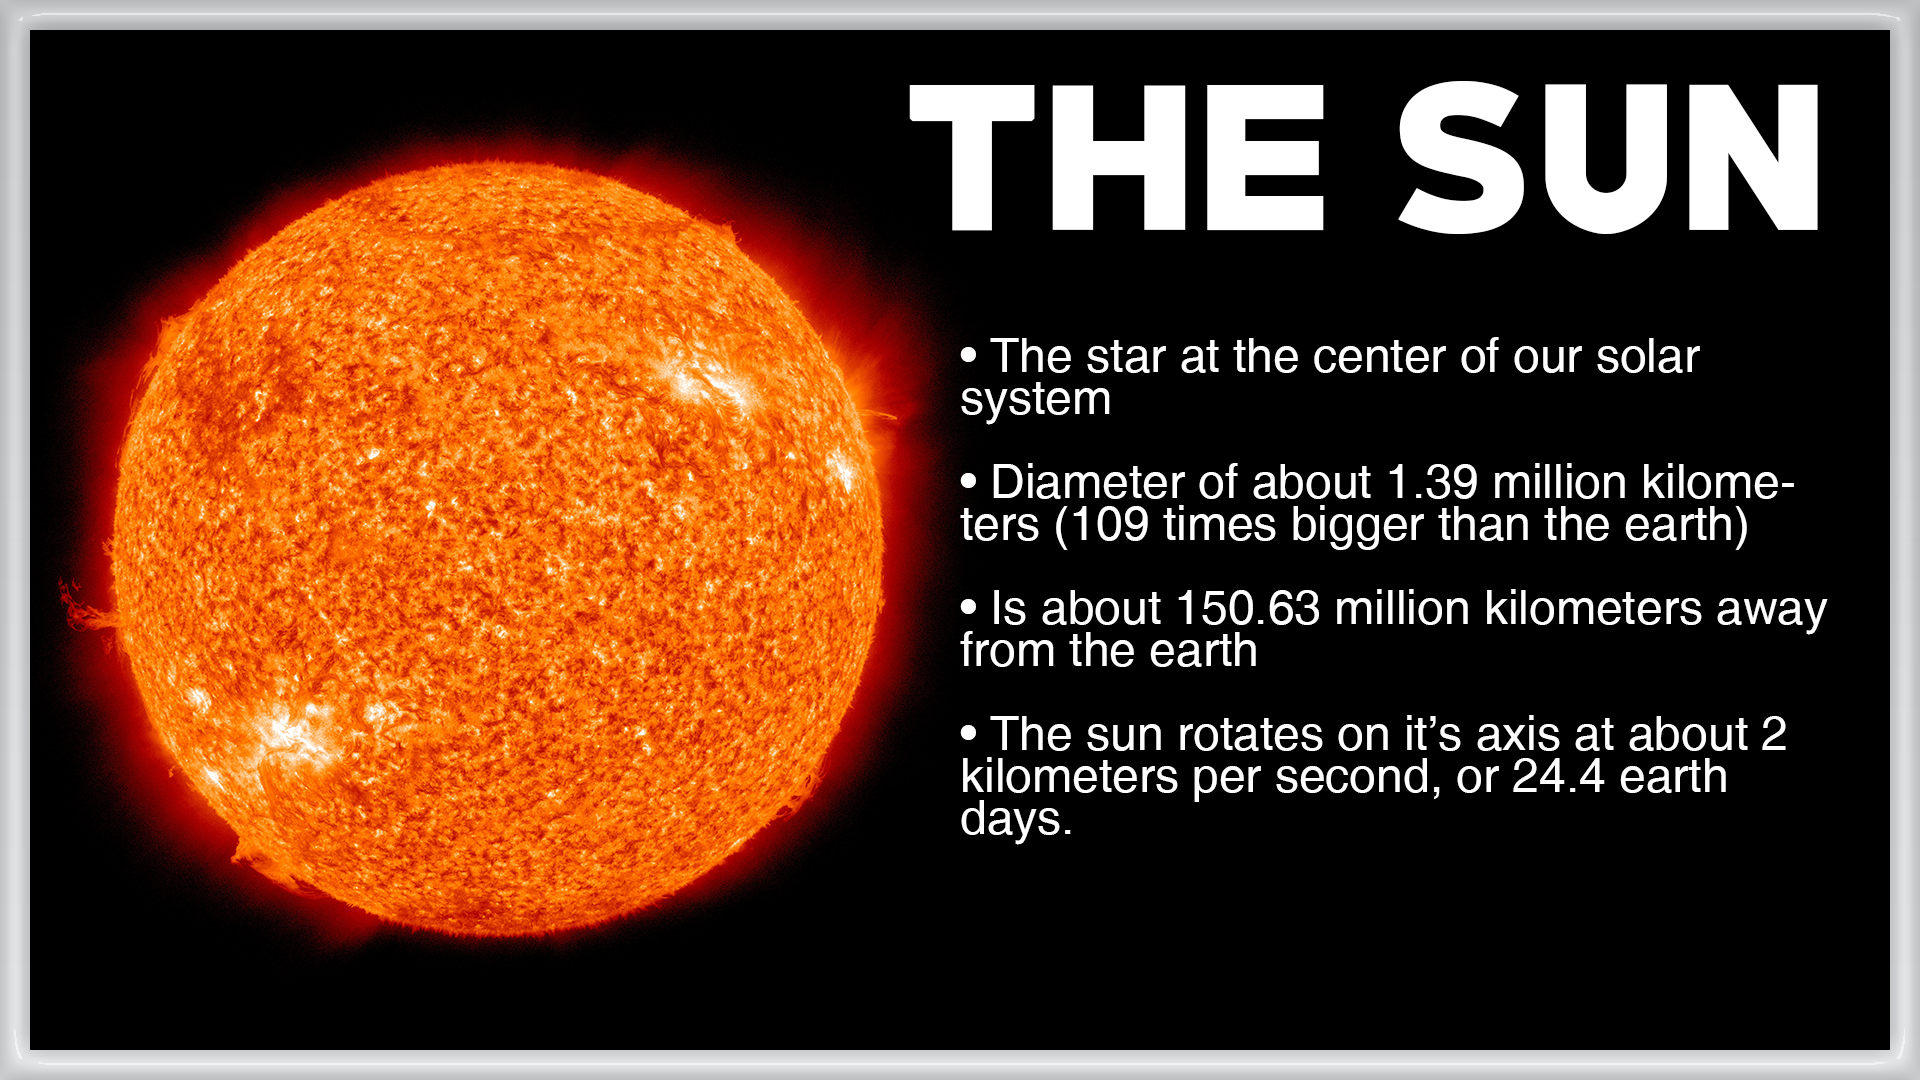 THE SUN
• The star at the center of our solar
system
• Diameter of about 1.39 million kilome-
ters (109 times bigger than the earth)
• Is about 150.63 million kilometers away
from the earth
• The sun rotates on it’s axis at about 2
kilometers per second, or 24.4 earth
days.